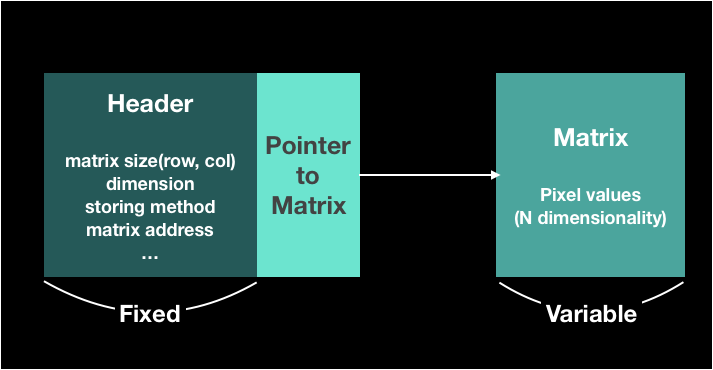 Header
matrix size(row, col)
dimension
storing method
matrix address
...
Pointer
to
Matrix
Matrix
Pixel values
(N dimensionality)
Fixed
Variable